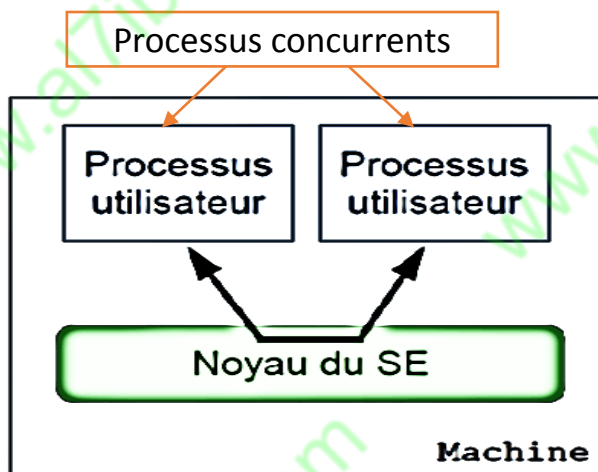 Processus concurrents
Processus
utilisateur
Processus
utilisateur
Noyau du SE
Machine